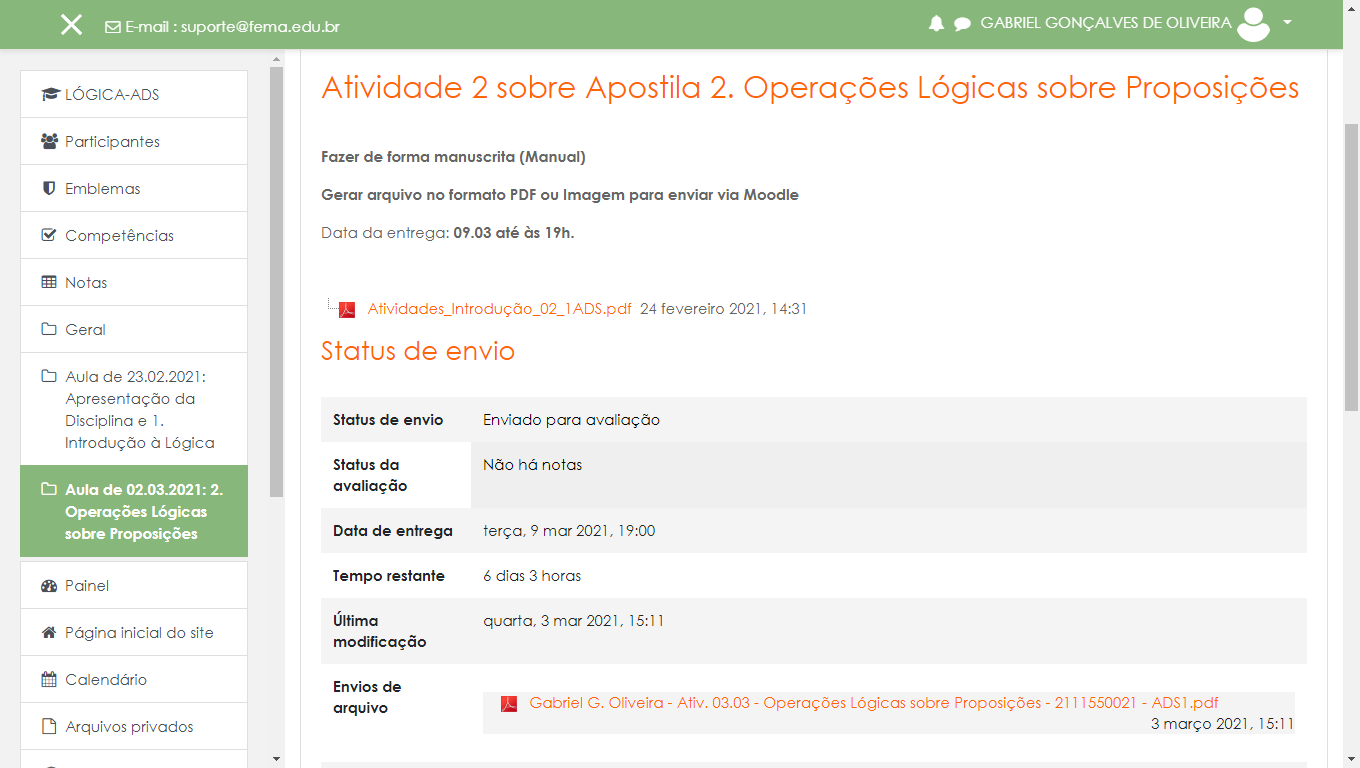 E-mail : suporte@fema.edu.br
GABRIEL GONÇALVES DE OLIVEIRA
LÓGICA-ADS
Participantes
Emblemas
Competências
Notas
Geral
Aula de 23.02.2021:
Apresentação da
Disciplina e 1.
Introdução à Lógica
Aula de 02.03.2021: 2.
Operações Lógicas
sobre Proposições
Painel
Página inicial do site
Calendário
Arquivos privados
Atividade 2 sobre Apostila 2. Operações Lógicas sobre Proposições
Fazer de forma manuscrita (Manual)
Gerar arquivo no formato PDF ou Imagem para enviar via Moodle
Data da entrega: 09.03 até às 19h.
Atividades_Introdução_02_1ADS.pdf 24 fevereiro 2021, 14:31
Status de envio
Status de envio Enviado para avaliação
Status da Não há notas
avaliação
Data de entrega terça, 9 mar 2021, 19:00
Tempo restante 6 dias 3 horas
Última quarta, 3 mar 2021, 15:11
modificação
Envios de
arquivo
Gabriel G. Oliveira - Ativ. 03.03 - Operações Lógicas sobre Proposições - 2111550021 - ADS1.pdf
3 março 2021, 15:11